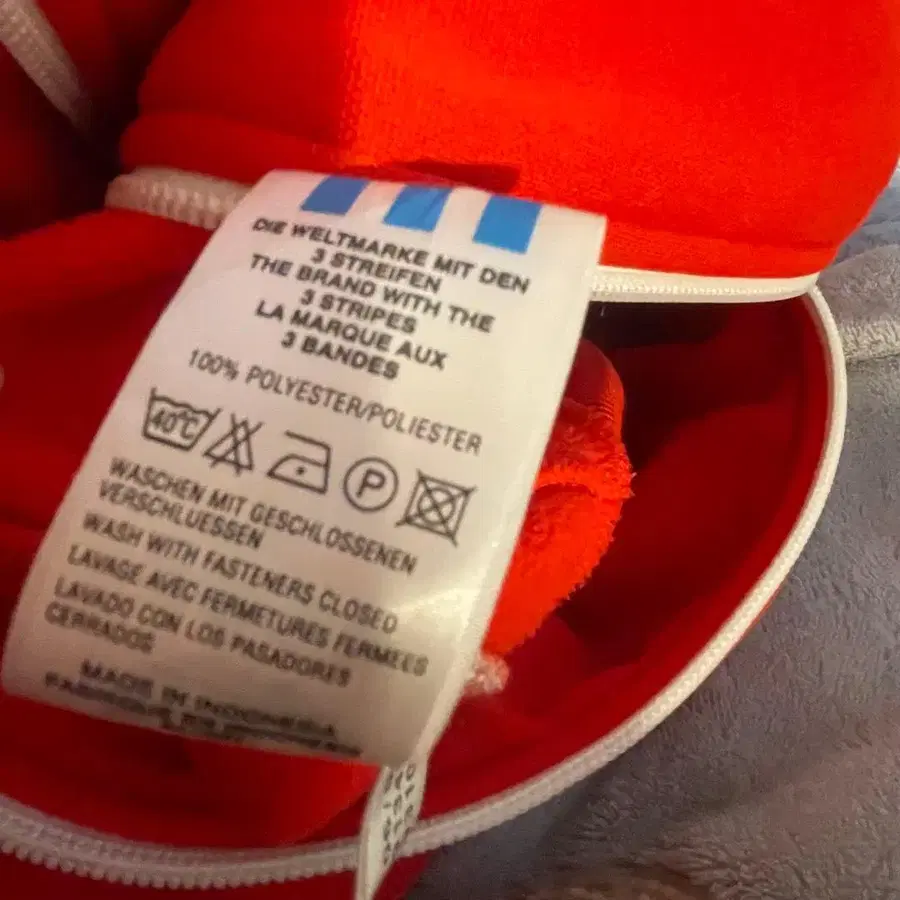 DIE WELTMARKE MIT DEN
3 STREIFEN
THE BRAND WITH THE
3 STRIPES
LA MARQUE AUX
3 BANDES
100% POLYESTER/POLIESTER
40°C P
WASCHEN MIT GESCHLOSSENEN
VERSCHLUESSEN
WASH WITH FASTENERS CLOSED
LAVAGE AVEC FERMETURES FERMEES
LAVADO CON LOS PASADORES
CERRADOS
MADE IN INDONESIA